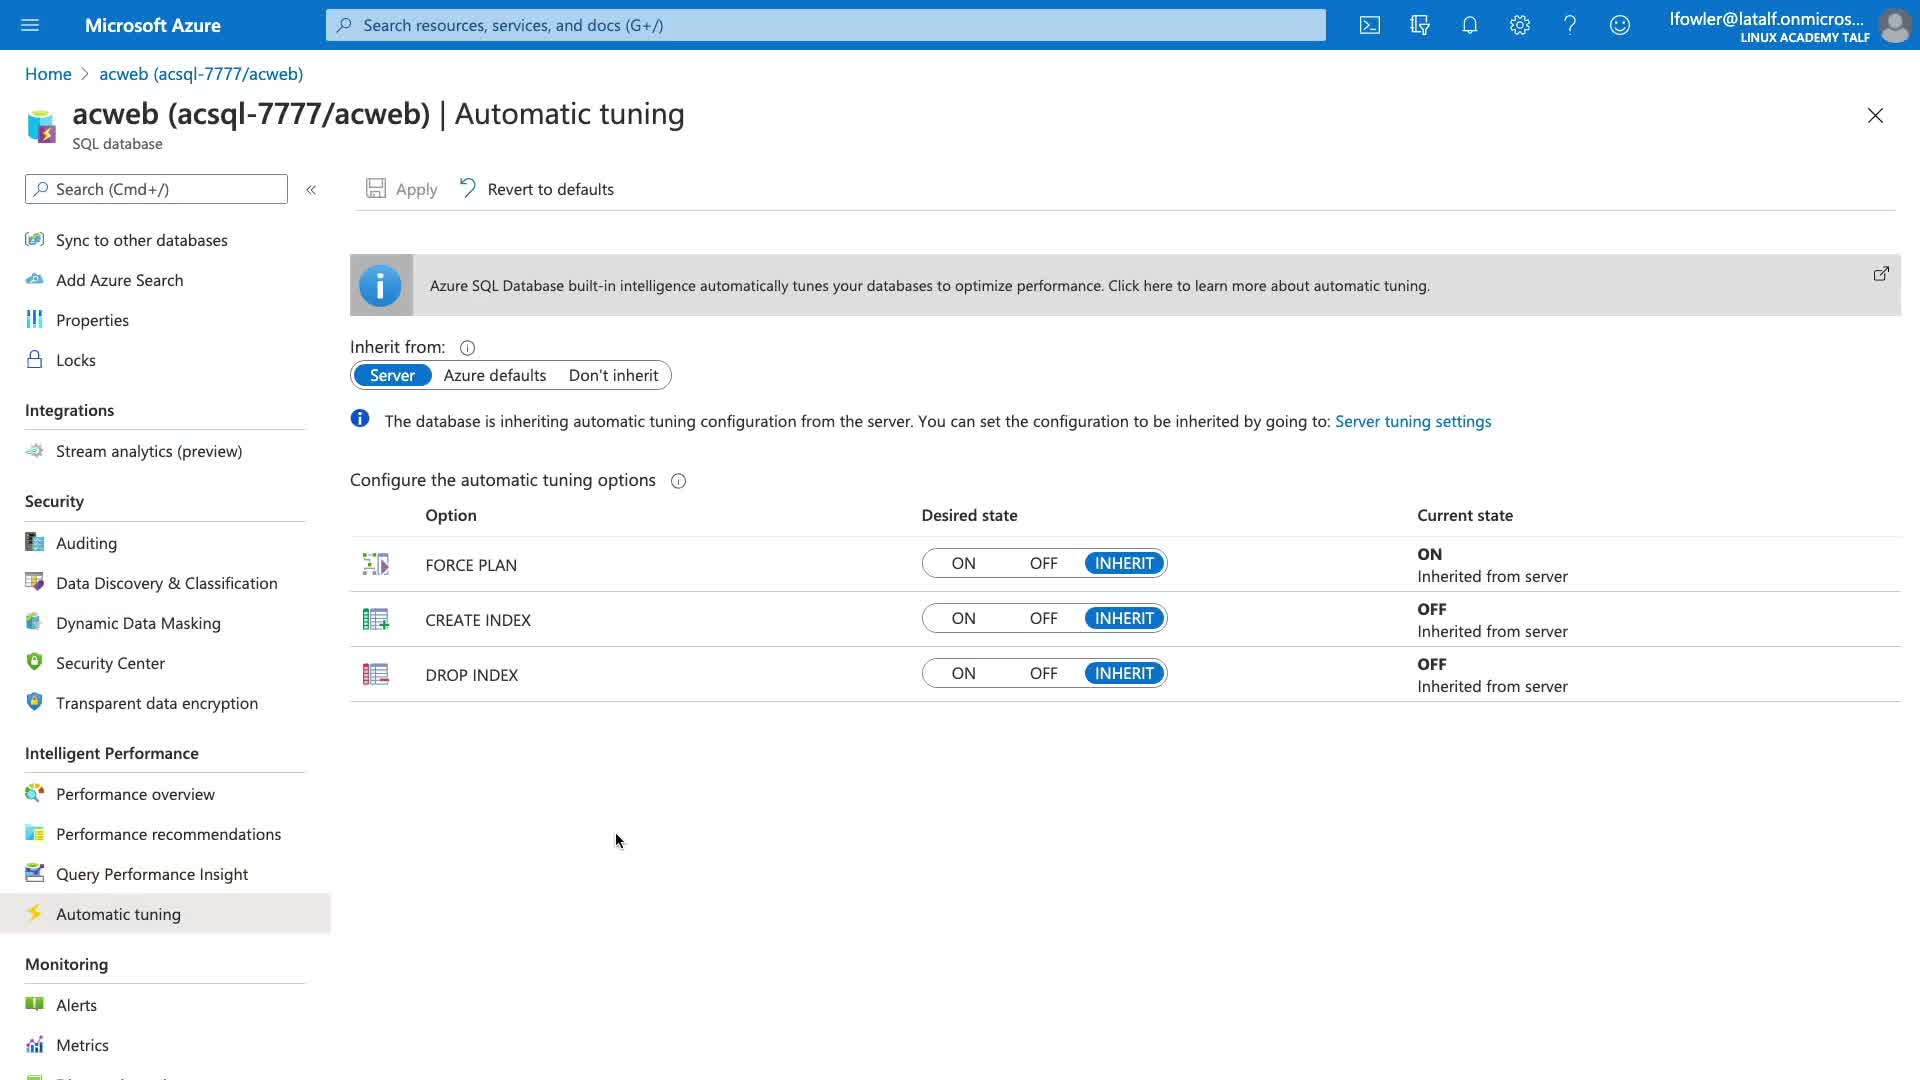 Microsoft Azure
Search resources, services, and docs (G+/)
lfowler@latalf.onmicros...
LINUX ACADEMY TALF
Home > acweb (acsql-7777/acweb)
acweb (acsql-7777/acweb) | Automatic tuning
SQL database
Search (Cmd+/)
«
Apply
Revert to defaults
Sync to other databases
Add Azure Search
Properties
Locks
Integrations
Stream analytics (preview)
Security
Auditing
Data Discovery & Classification
Dynamic Data Masking
Security Center
Transparent data encryption
Intelligent Performance
Performance overview
Performance recommendations
Query Performance Insight
Automatic tuning
Monitoring
Alerts
Metrics
Azure SQL Database built-in intelligence automatically tunes your databases to optimize performance. Click here to learn more about automatic tuning.
Inherit from:
Server Azure defaults Don't inherit
The database is inheriting automatic tuning configuration from the server. You can set the configuration to be inherited by going to: Server tuning settings
Configure the automatic tuning options
Option Desired state Current state
FORCE PLAN ON OFF INHERIT ON
Inherited from server
CREATE INDEX ON OFF INHERIT OFF
Inherited from server
DROP INDEX ON OFF INHERIT OFF
Inherited from server